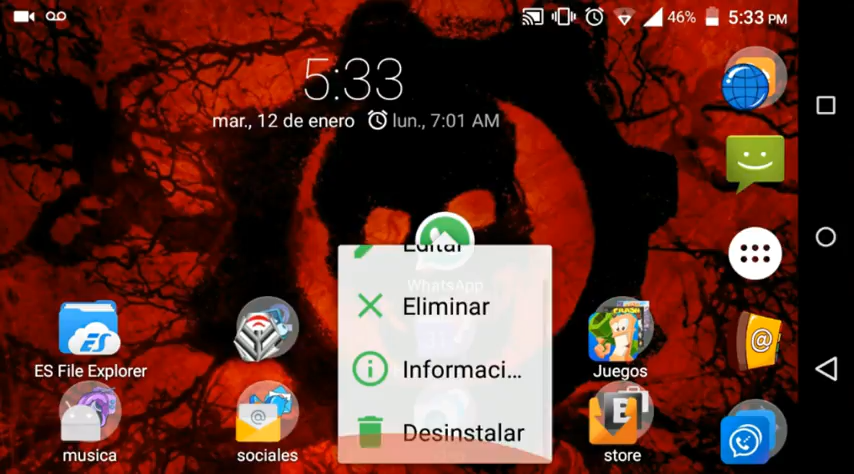 46% 5:33 PM
5:33
mar., 12 de enero lun., 7:01 AM
Editar
WhatsApp
Eliminar
Informaci...
Desinstalar
ES File Explorer
Juegos
musica
sociales
store